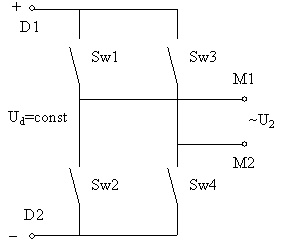 +
D1
Sw1
Sw3
M1
U_d=const
~U_2
M2
Sw2
Sw4
D2
−